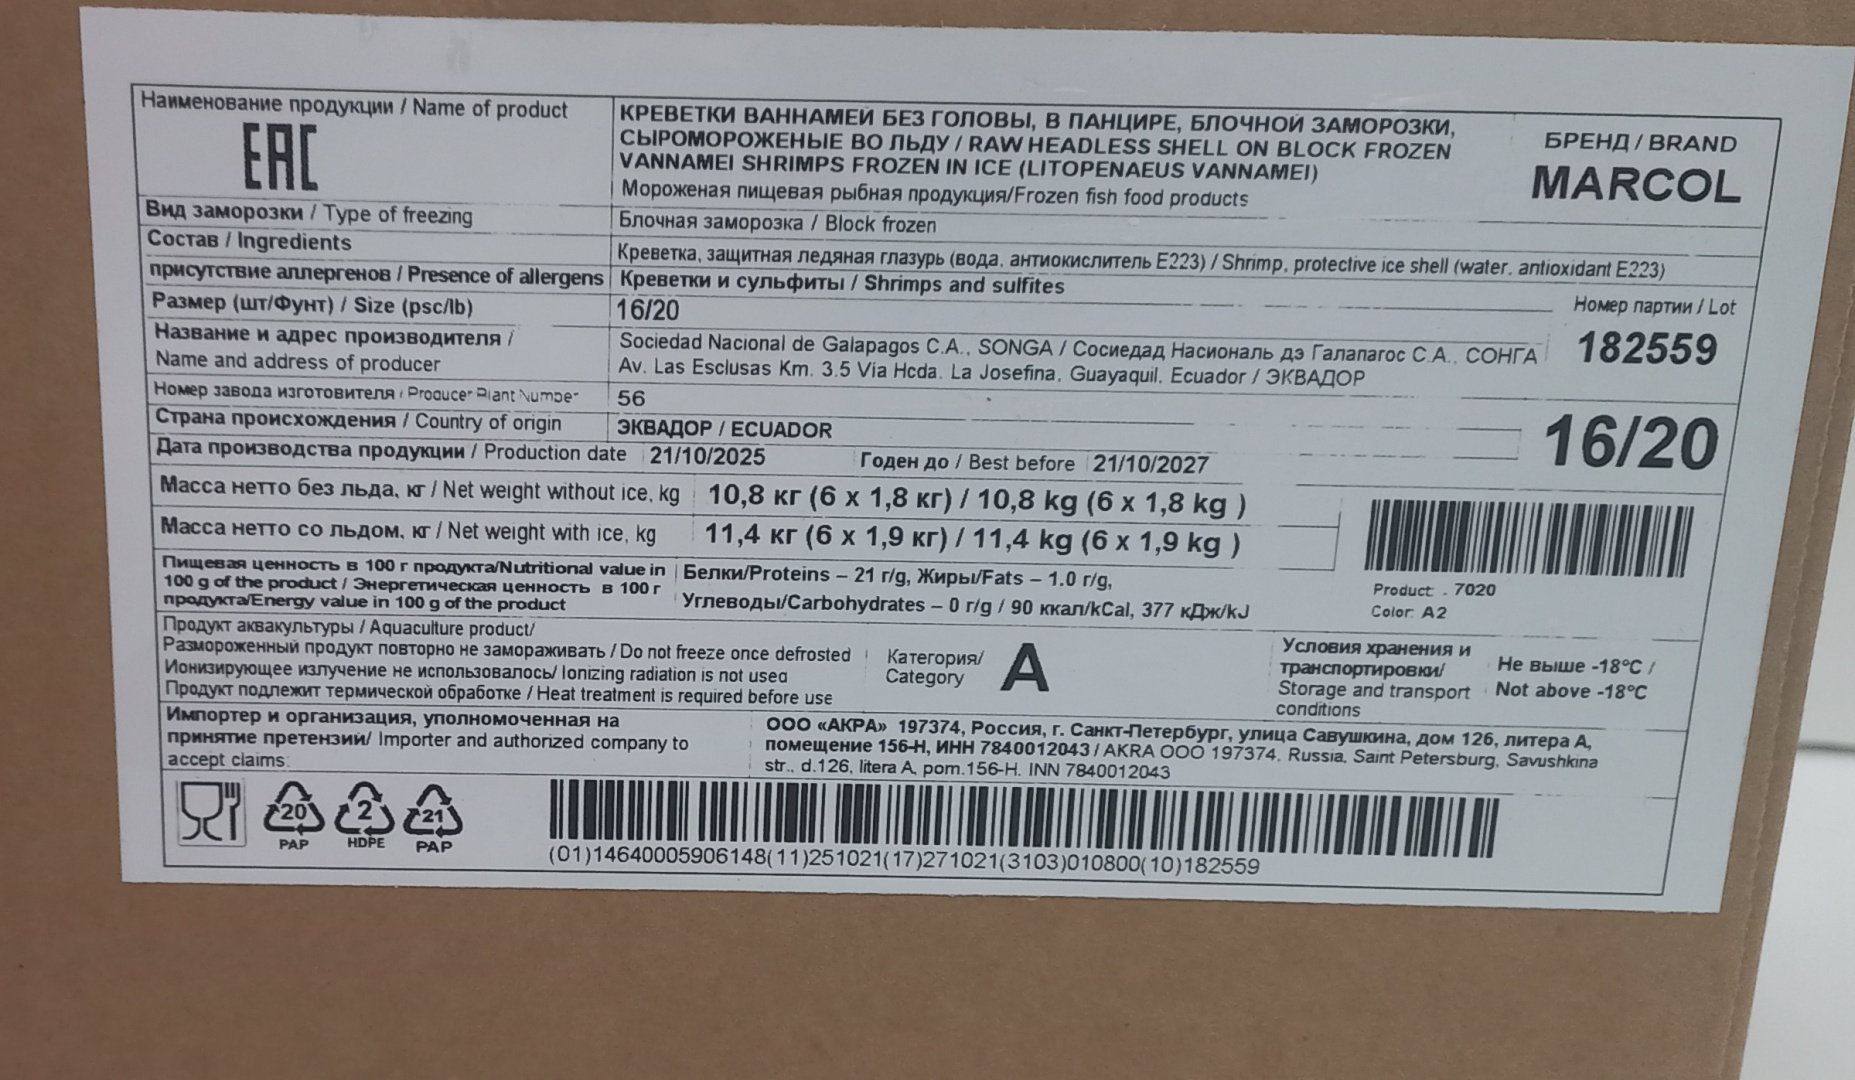 Наименование продукции / Name of product
EAC
КРЕВЕТКИ ВАННАМЕЙ БЕЗ ГОЛОВЫ, В ПАНЦИРЕ, БЛОЧНОЙ ЗАМОРОЗКИ,
СЫРОМОРОЖЕНЫЕ ВО ЛЬДУ / RAW HEADLESS SHELL ON BLOCK FROZEN
VANNAMEI SHRIMPS FROZEN IN ICE (LITOPENAEUS VANNAMEI)
Мороженая пищевая рыбная продукция/Frozen fish food products
БРЕНД / BRAND
MARCOL
Вид заморозки / Type of freezing
Блочная заморозка / Block frozen
Состав / Ingredients
Креветка, защитная ледяная глазурь (вода, антиокислитель Е223) / Shrimp, protective ice shell (water, antioxidant E223)
присутствие аллергенов / Presence of allergens
Креветки и сульфиты / Shrimps and sulfites
Размер (шт/Фунт) / Size (psc/lb)
16/20
Номер партии / Lot
182559
Название и адрес производителя /
Name and address of producer
Sociedad Nacional de Galapagos C.A., SONGA / Сосиедад Насиональ дэ Галапагос С.А., СОНГА
Av. Las Esclusas Km. 3.5 Via Hcda. La Josefina, Guayaquil, Ecuador / ЭКВАДОР
Номер завода изготовителя / Producer Plant Number
56
Страна происхождения / Country of origin
ЭКВАДОР / ECUADOR
16/20
Дата производства продукции / Production date 21/10/2025
Годен до / Best before 21/10/2027
Масса нетто без льда, кг / Net weight without ice, kg
10,8 кг (6 х 1,8 кг) / 10,8 kg (6 x 1,8 kg )
Масса нетто со льдом, кг / Net weight with ice, kg
11,4 кг (6 х 1,9 кг) / 11,4 kg (6 x 1,9 kg )
Product: . 7020
Color: A2
Пищевая ценность в 100 г продукта/Nutritional value in
100 g of the product / Энергетическая ценность в 100 г
продукта/Energy value in 100 g of the product
Белки/Proteins – 21 г/g, Жиры/Fats – 1.0 г/g,
Углеводы/Carbohydrates – 0 г/g / 90 ккал/kCal, 377 кДж/kJ
Продукт аквакультуры / Aquaculture product/
Размороженный продукт повторно не замораживать / Do not freeze once defrosted
Ионизирующее излучение не использовалось/ Ionizing radiation is not used
Продукт подлежит термической обработке / Heat treatment is required before use
Категория/
Category
A
Условия хранения и
транспортировки/
Storage and transport
conditions
Не выше -18°C /
Not above -18°C
Импортер и организация, уполномоченная на
принятие претензий/ Importer and authorized company to
accept claims:
ООО «АКРА» 197374, Россия, г. Санкт-Петербург, улица Савушкина, дом 126, литера А,
помещение 156-Н, ИНН 7840012043 / AKRA OOO 197374, Russia, Saint Petersburg, Savushkina
str., d.126, litera A, pom.156-H. INN 7840012043
20 2 21
PAP HDPE PAP
(01)14640005906148(11)251021(17)271021(3103)010800(10)182559